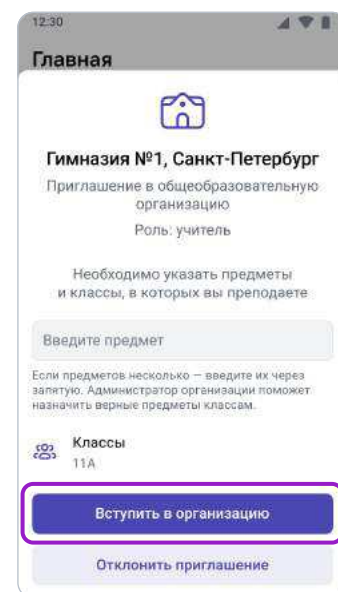 12:30
Главная
Гимназия №1, Санкт-Петербург
Приглашение в общеобразовательную
организацию
Роль: учитель
Необходимо указать предметы
и классы, в которых вы преподаете
Введите предмет
Если предметов несколько — введите их через
запятую. Администратор организации поможет
назначить верные предметы классам.
Классы
11А
Вступить в организацию
Отклонить приглашение